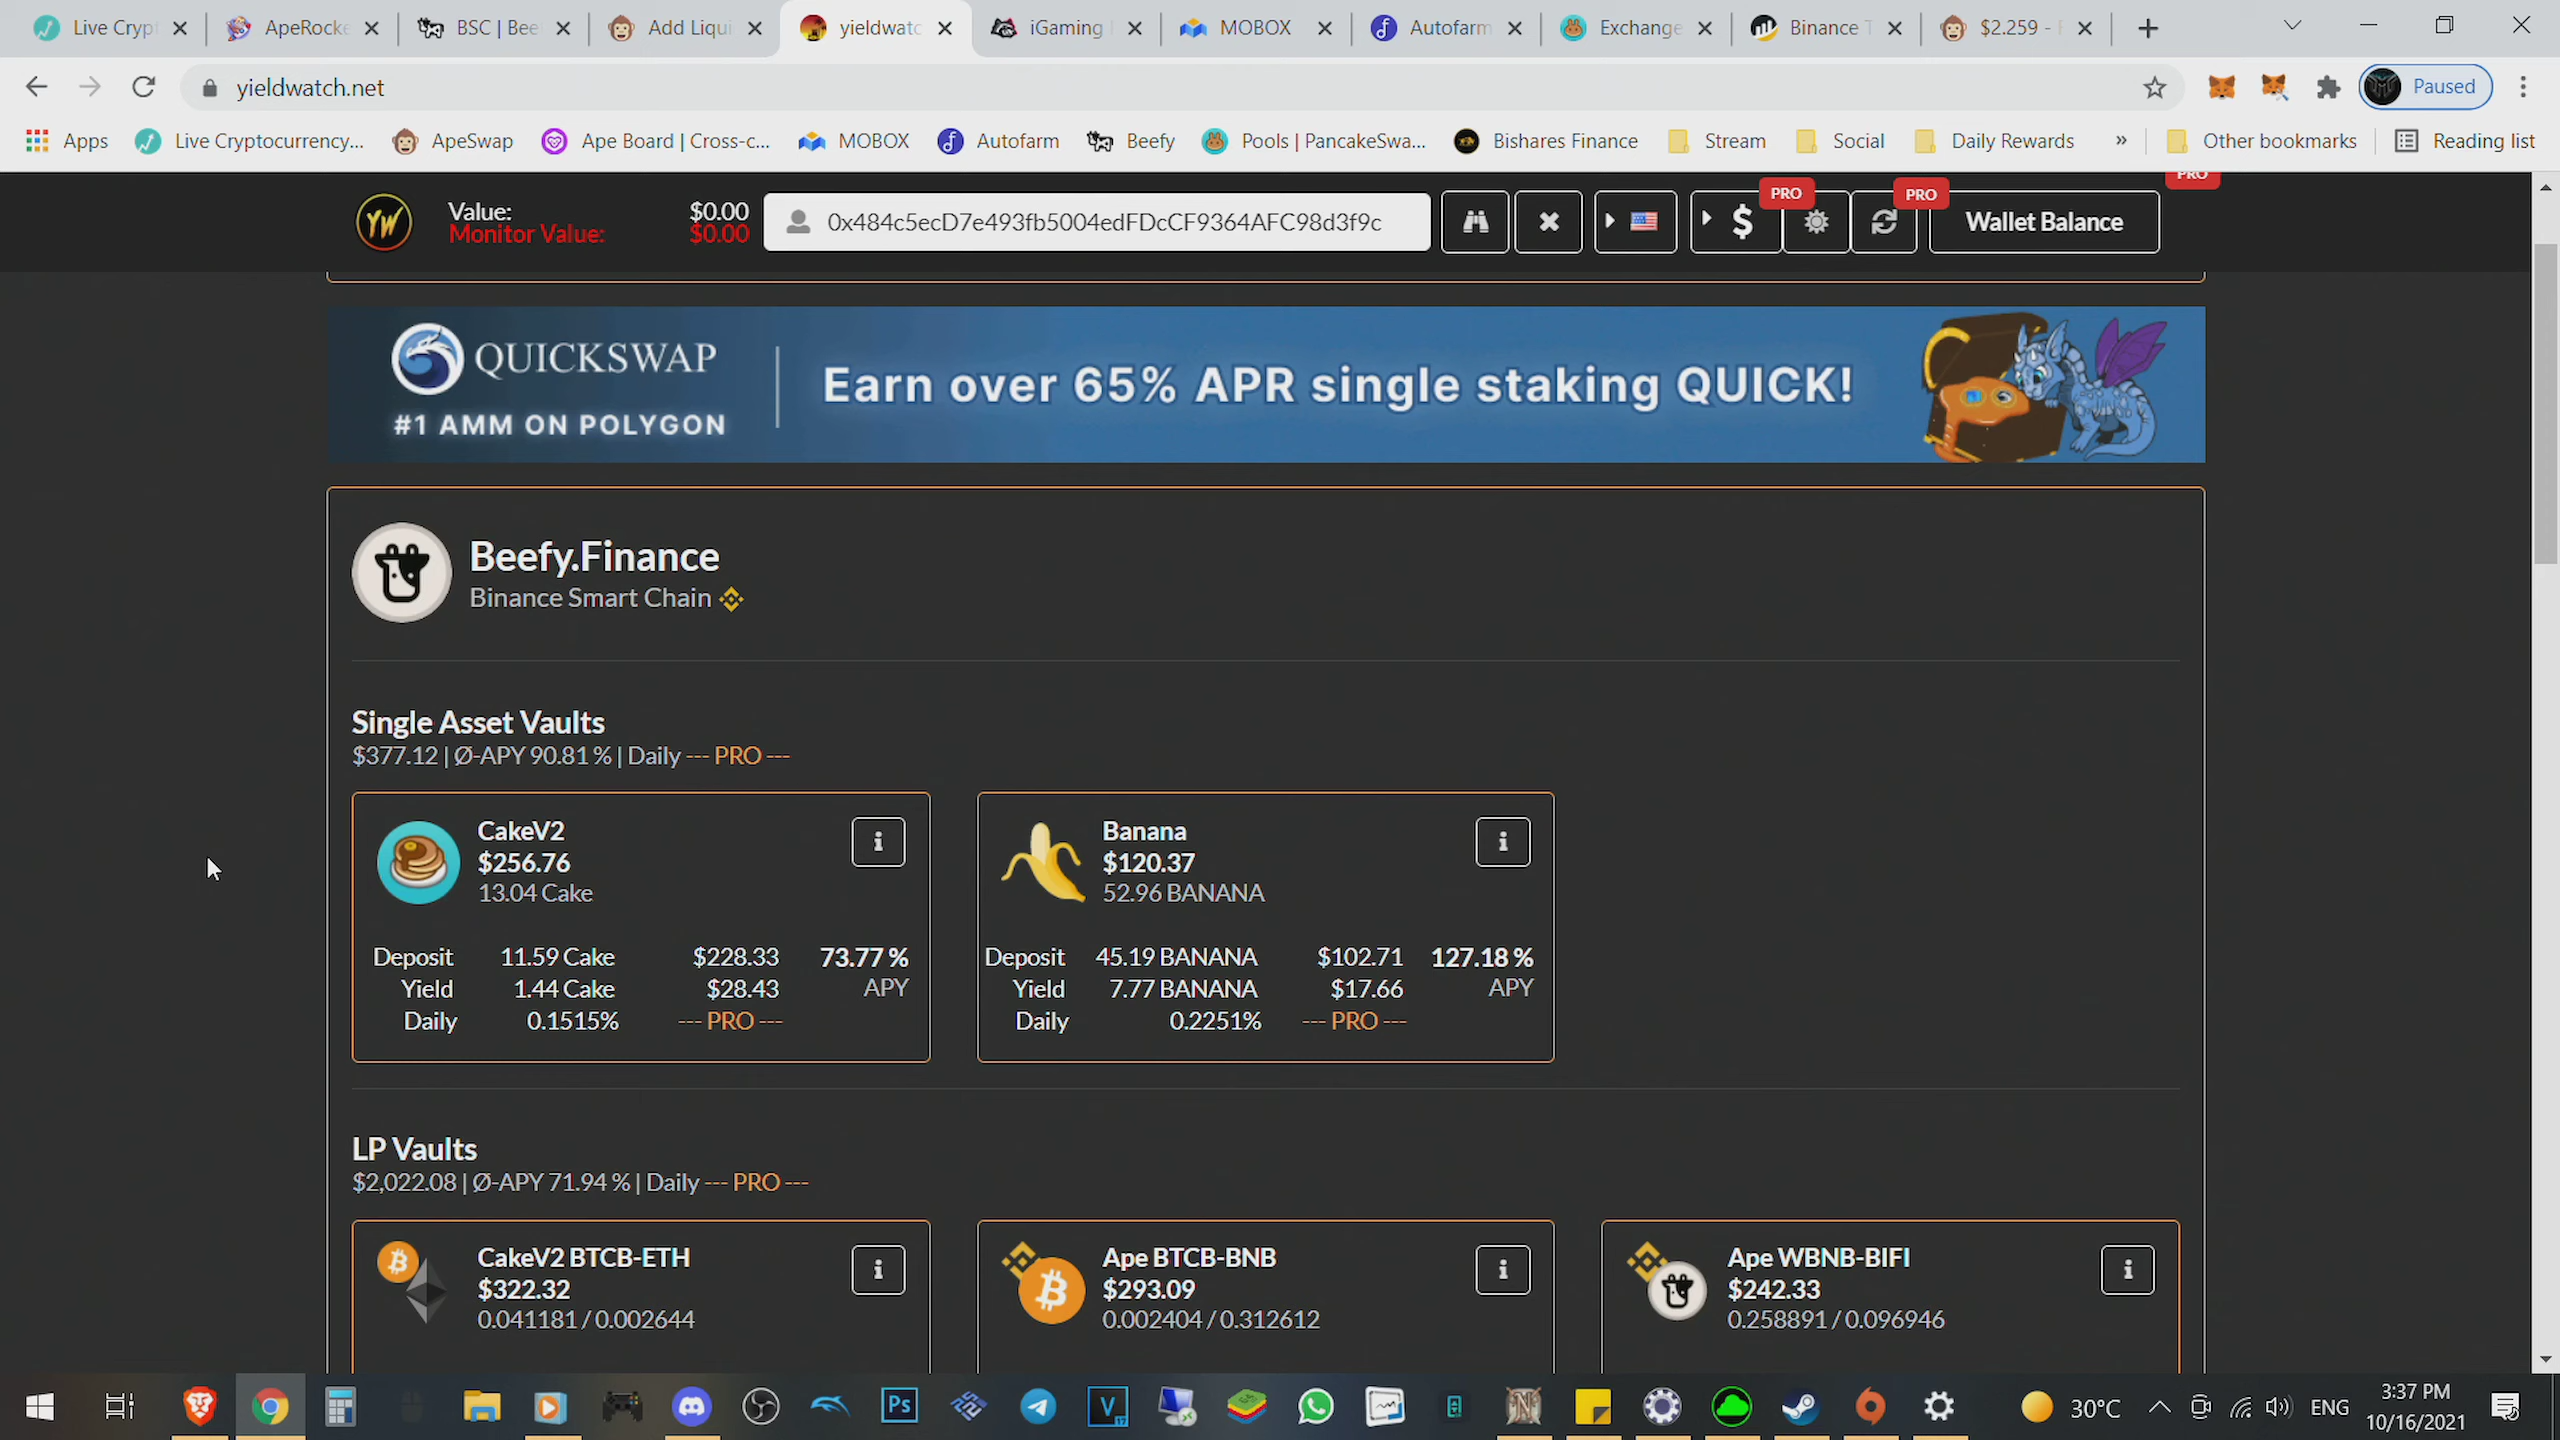 Live Crypt
ApeRocke
BSC | Bee
Add Liqui
yieldwatc
iGaming
MOBOX
Autofarm
Exchange
Binance T
$2.259 -
yieldwatch.net
Paused
Apps
Live Cryptocurrency...
ApeSwap
Ape Board | Cross-c...
MOBOX
Autofarm
Beefy
Pools | PancakeSwa...
Bishares Finance
Stream
Social
Daily Rewards
»
Other bookmarks
Reading list
YW
Value: $0.00
Monitor Value: $0.00
0x484c5ecD7e493fb5004edFDcCF9364AFC98d3f9c
$
PRO
PRO
Wallet Balance
PRO
QUICKSWAP
#1 AMM ON POLYGON
Earn over 65% APR single staking QUICK!
Beefy.Finance
Binance Smart Chain
Single Asset Vaults
$377.12 | Ø-APY 90.81 % | Daily --- PRO ---
CakeV2
$256.76
13.04 Cake
Deposit 11.59 Cake $228.33 73.77 %
Yield 1.44 Cake $28.43 APY
Daily 0.1515% --- PRO ---
Banana
$120.37
52.96 BANANA
Deposit 45.19 BANANA $102.71 127.18 %
Yield 7.77 BANANA $17.66 APY
Daily 0.2251% --- PRO ---
LP Vaults
$2,022.08 | Ø-APY 71.94 % | Daily --- PRO ---
CakeV2 BTCB-ETH
$322.32
0.041181 / 0.002644
Ape BTCB-BNB
$293.09
0.002404 / 0.312612
Ape WBNB-BIFI
$242.33
0.258891 / 0.096946
Ps
V
17
30°C
ENG
3:37 PM
10/16/2021